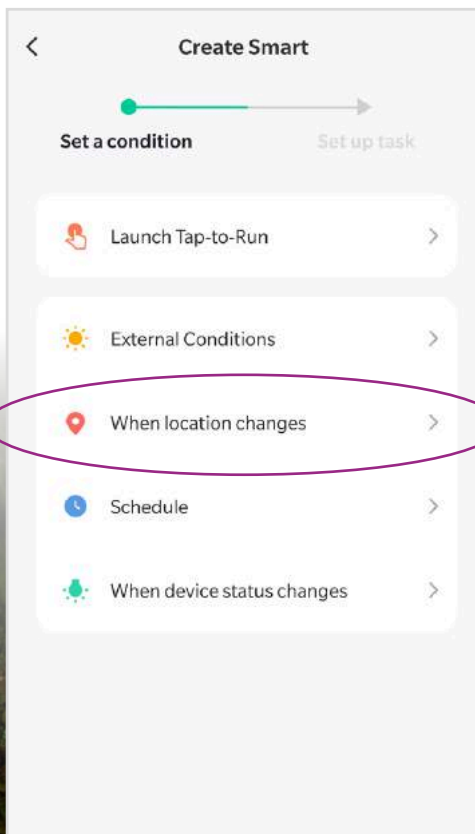 Create Smart
Set a condition
Set up task
Launch Tap-to-Run
External Conditions
When location changes
Schedule
When device status changes